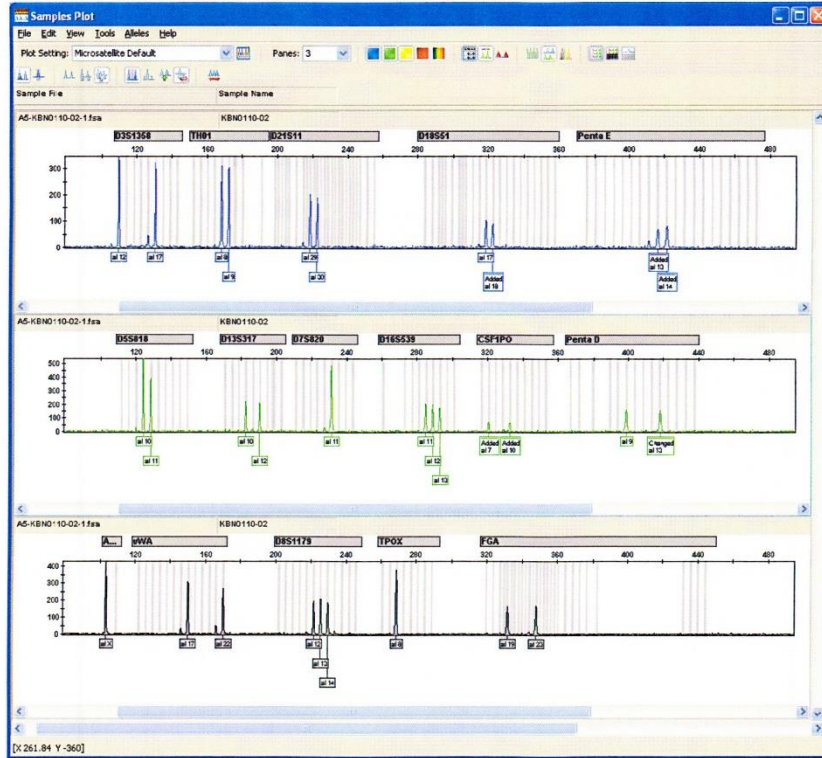 Samples Plot
File Edit View Tools Alleles Help
Plot Setting: Microsatellite Default Panes: 3
Sample File Sample Name
A5-KBN0110-02-1.fsa KBN0110-02
D3S1358 TH01 D21S11 D18S51 Penta E
120 160 200 240 280 320 360 400 440 480
300
200
100
0
al 12 al 17 al 8 al 29 al 17 Added al 13
al 9 al 30 Added al 18 Added al 14
A5-KBN0110-02-1.fsa KBN0110-02
D5S818 D13S317 D7S820 D16S539 CSF1PO Penta D
120 160 200 240 280 320 360 400 440 480
500
400
300
200
100
0
al 10 al 10 al 11 al 11 Added al 7 Added al 10 al 9 Changed al 13
al 11 al 12 al 12
al 13
A5-KBN0110-02-1.fsa KBN0110-02
A... vWA D8S1179 TPOX FGA
120 160 200 240 280 320 360 400 440 480
400
300
200
100
0
al X al 17 al 22 al 12 al 8 al 19 al 23
al 13
al 14
[X 261.84 Y -360]